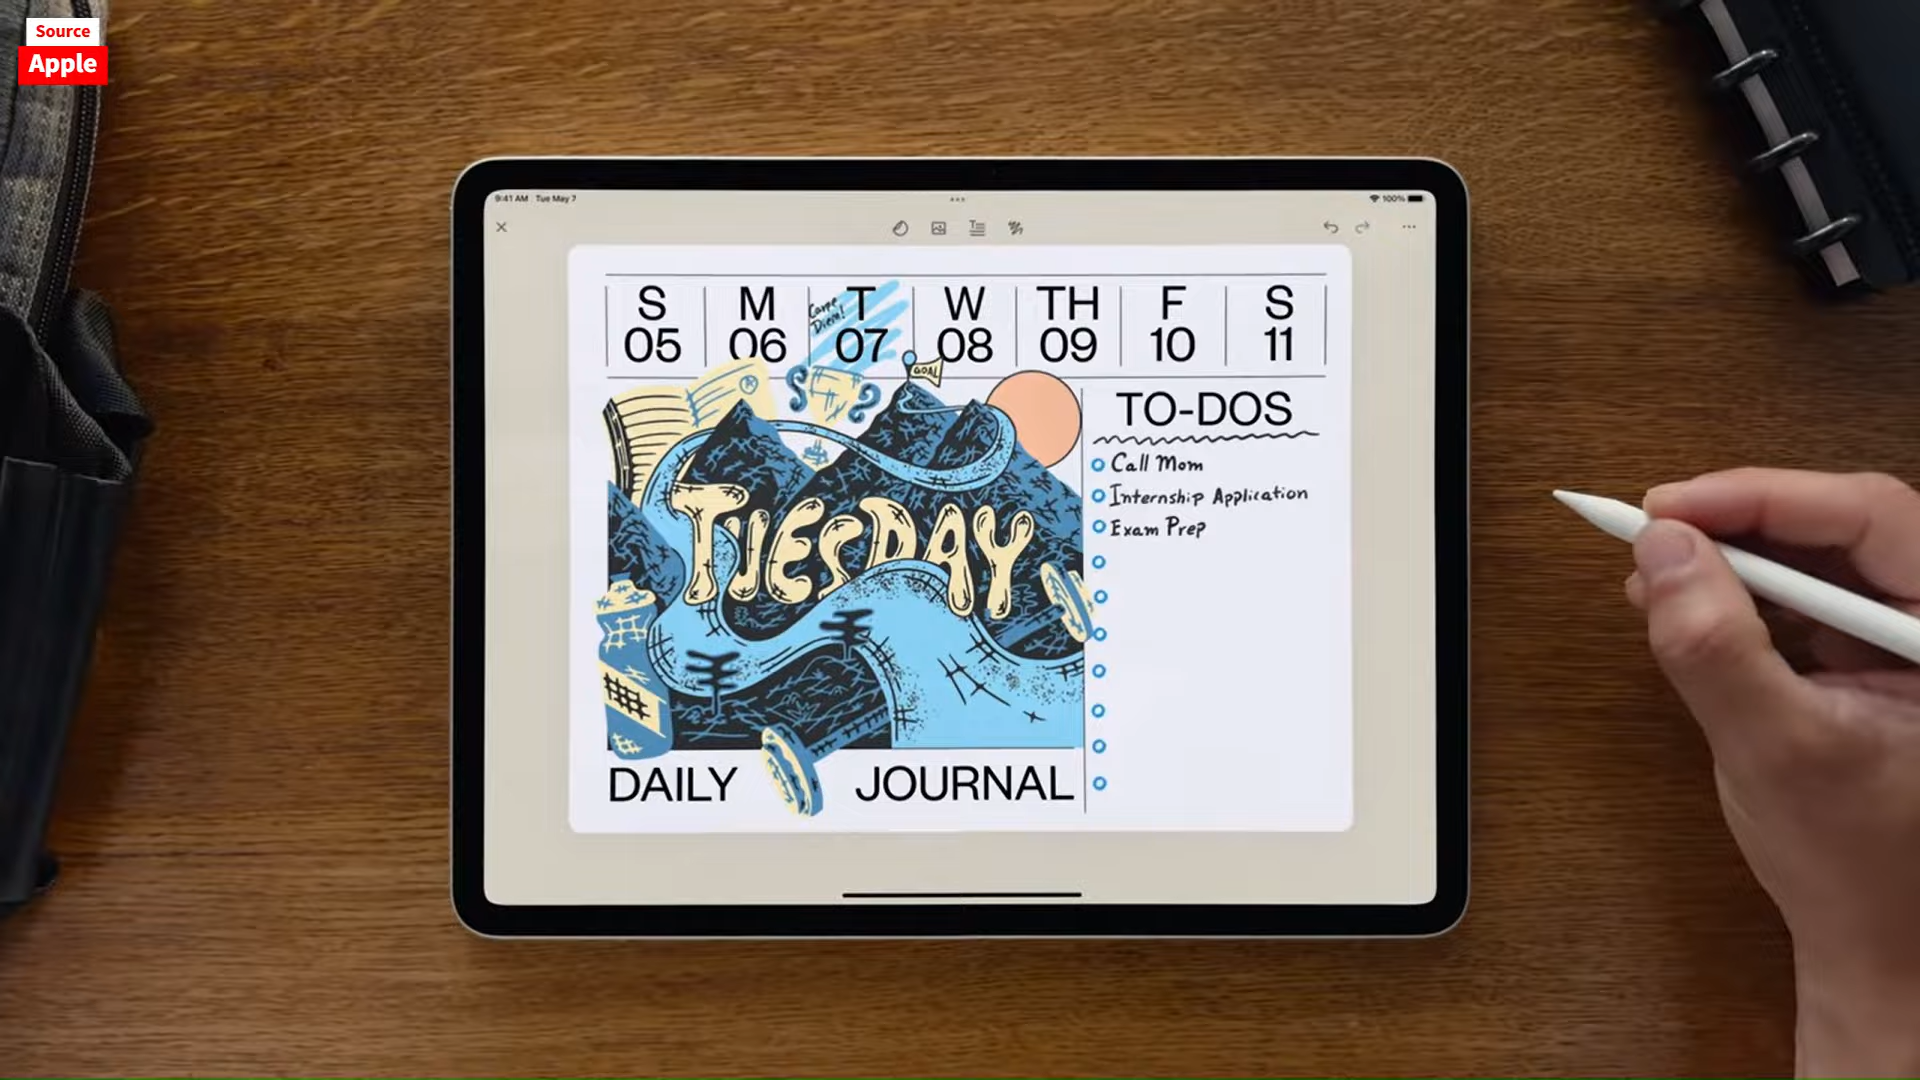 Source
Apple
9:41 AM Tue May 7
100%
S M T W TH F S
05 06 07 08 09 10 11
Carpe
Diem!
GOAL
A
TO-DOS
Call Mom
Internship Application
Exam Prep
TUESDAY
DAILY JOURNAL